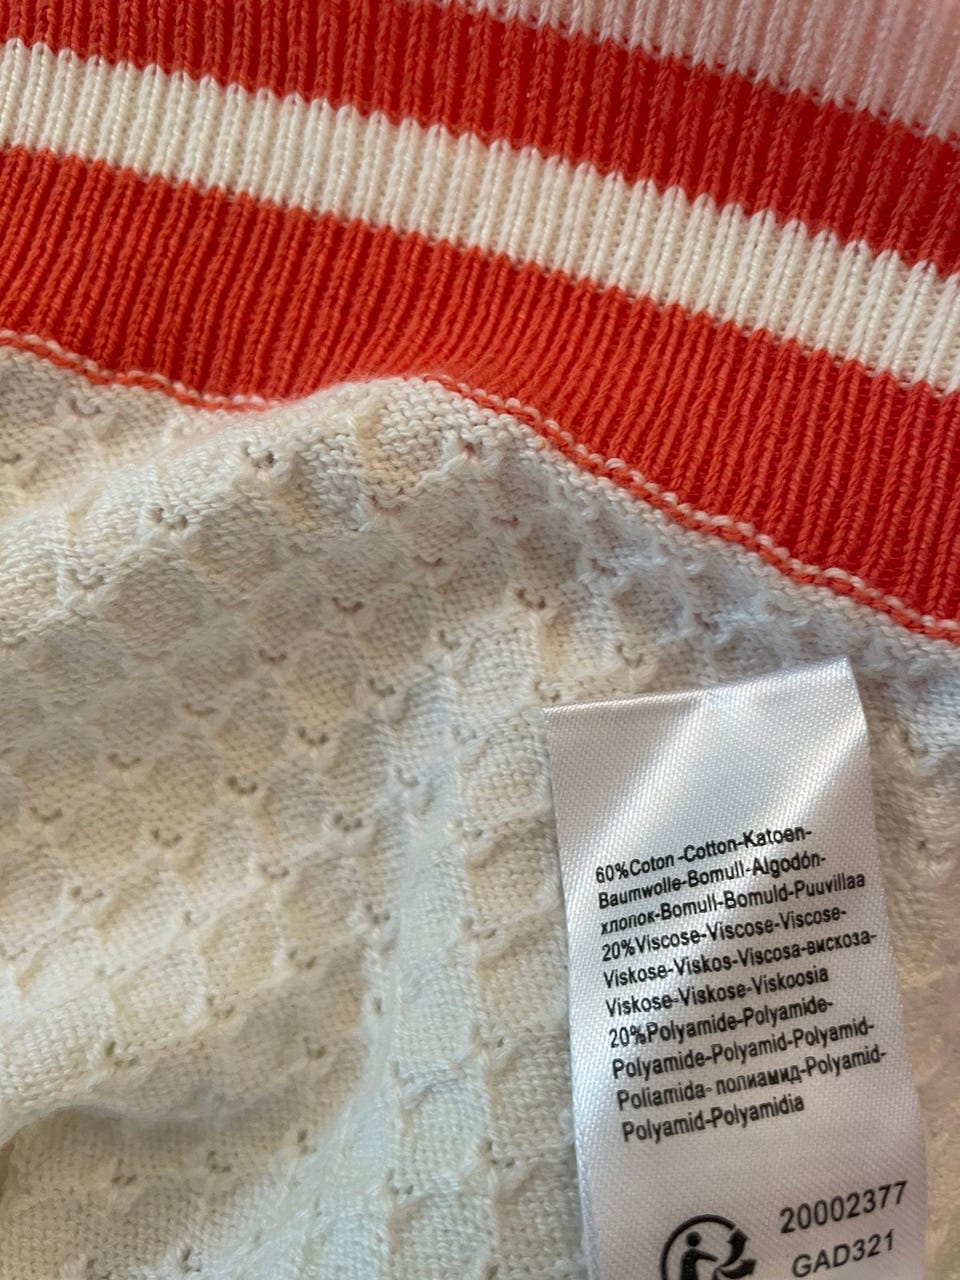 60%Coton -Cotton-Katoen-
Baumwolle-Bomull-Algodón-
хлопок-Bomull-Bomuld-Puuvillaa
20%Viscose-Viscose-Viscose-
Viskose-Viskos-Viscosa-вискоза-
Viskose-Viskose-Viskoosia
20%Polyamide-Polyamide-
Polyamide-Polyamid-Polyamid-
Poliamida- полиамид-Polyamid-
Polyamid-Polyamidia
20002377
GAD321